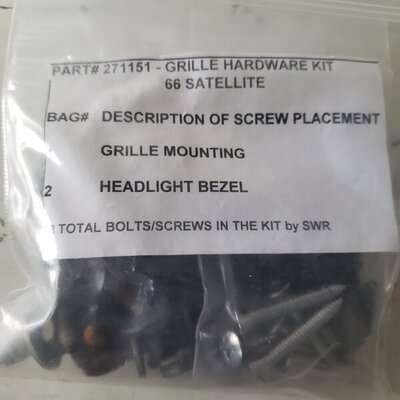 PART# 271151 - GRILLE HARDWARE KIT
66 SATELLITE
BAG# DESCRIPTION OF SCREW PLACEMENT
GRILLE MOUNTING
2 HEADLIGHT BEZEL
TOTAL BOLTS/SCREWS IN THE KIT by SWR